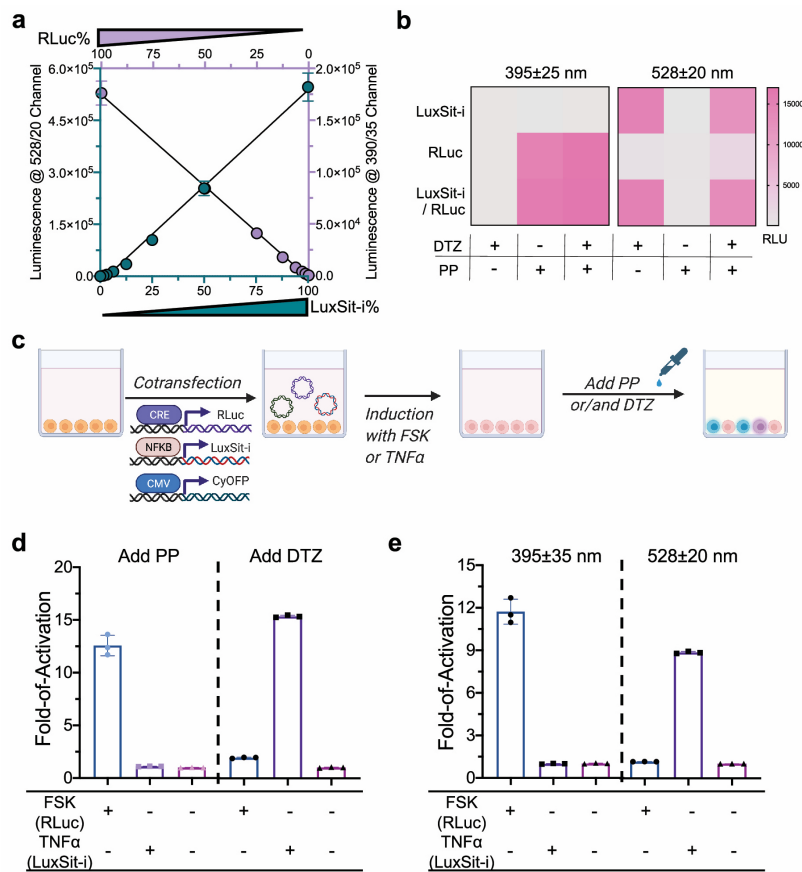 a
RLuc%
100 75 50 25 0
6.0×10⁵
4.5×10⁵
3.0×10⁵
1.5×10⁵
0.0
Luminescence @ 528/20 Channel
2.0×10⁵
1.5×10⁵
1.0×10⁵
5.0×10⁴
0.0
Luminescence @ 390/35 Channel
0 25 50 75 100
LuxSit-i%
b
395±25 nm 528±20 nm
LuxSit-i
RLuc
LuxSit-i
/ RLuc
15000
10000
5000
RLU
DTZ + - + + - +
PP - + + - + +
c
Cotransfection
CRE RLuc
NFKB LuxSit-i
CMV CyOFP
Induction
with FSK
or TNFα
Add PP
or/and DTZ
d
Add PP Add DTZ
Fold-of-Activation
20
15
10
5
0
FSK
(RLuc) + - - + - -
TNFα
(LuxSit-i) - + - - + -
e
395±35 nm 528±20 nm
Fold-of-Activation
15
12
9
6
3
0
FSK
(RLuc) + - - + - -
TNFα
(LuxSit-i) - + - - + -